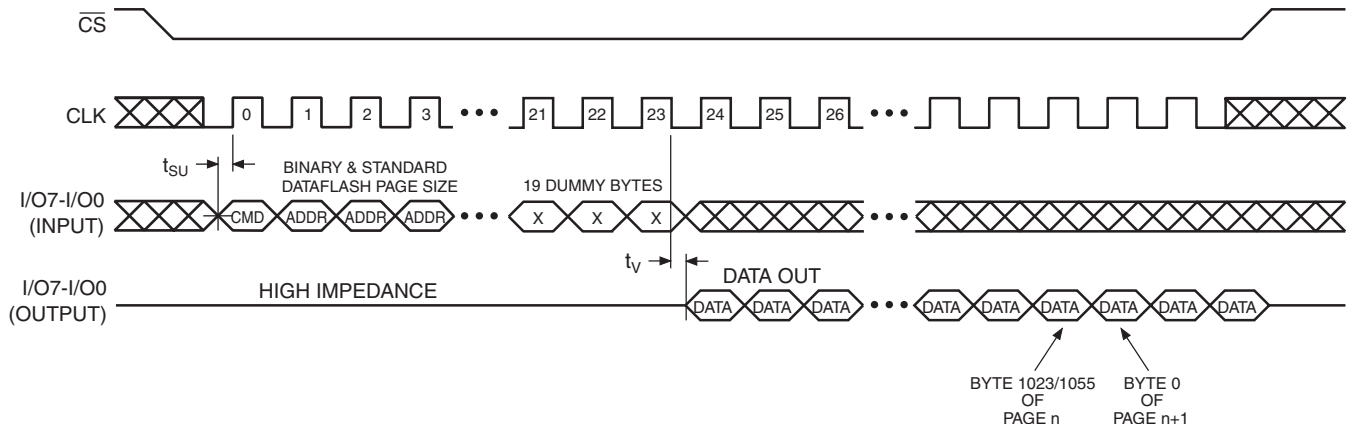 CS
CLK
0 1 2 3 ••• 21 22 23 24 25 26 •••
tSU
BINARY & STANDARD
DATAFLASH PAGE SIZE
19 DUMMY BYTES
I/O7-I/O0
(INPUT)
CMD ADDR ADDR ADDR ••• X X X •••
tV
DATA OUT
I/O7-I/O0
(OUTPUT)
HIGH IMPEDANCE
DATA DATA DATA ••• DATA DATA DATA DATA DATA DATA
BYTE 1023/1055
OF
PAGE n
BYTE 0
OF
PAGE n+1